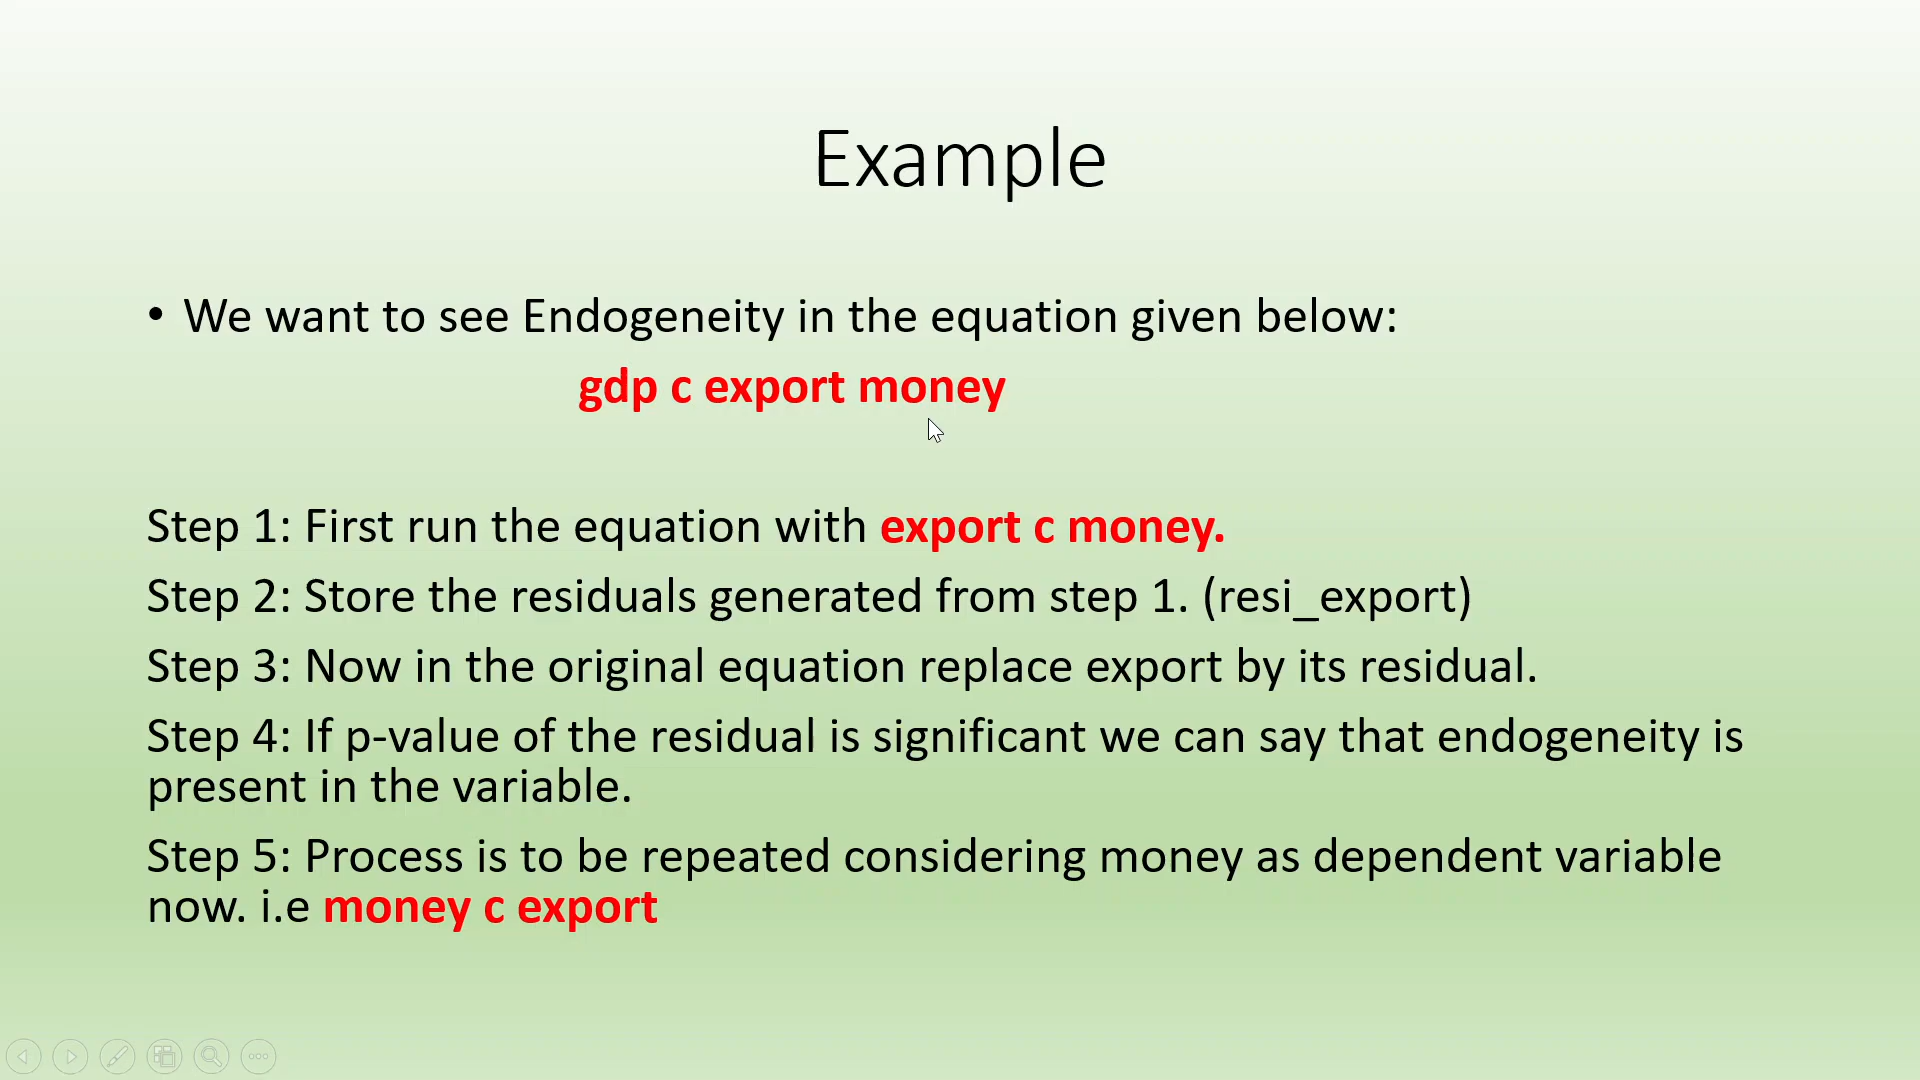 Example
• We want to see Endogeneity in the equation given below:
gdp c export money
Step 1: First run the equation with export c money.
Step 2: Store the residuals generated from step 1. (resi_export)
Step 3: Now in the original equation replace export by its residual.
Step 4: If p-value of the residual is significant we can say that endogeneity is
present in the variable.
Step 5: Process is to be repeated considering money as dependent variable
now. i.e money c export